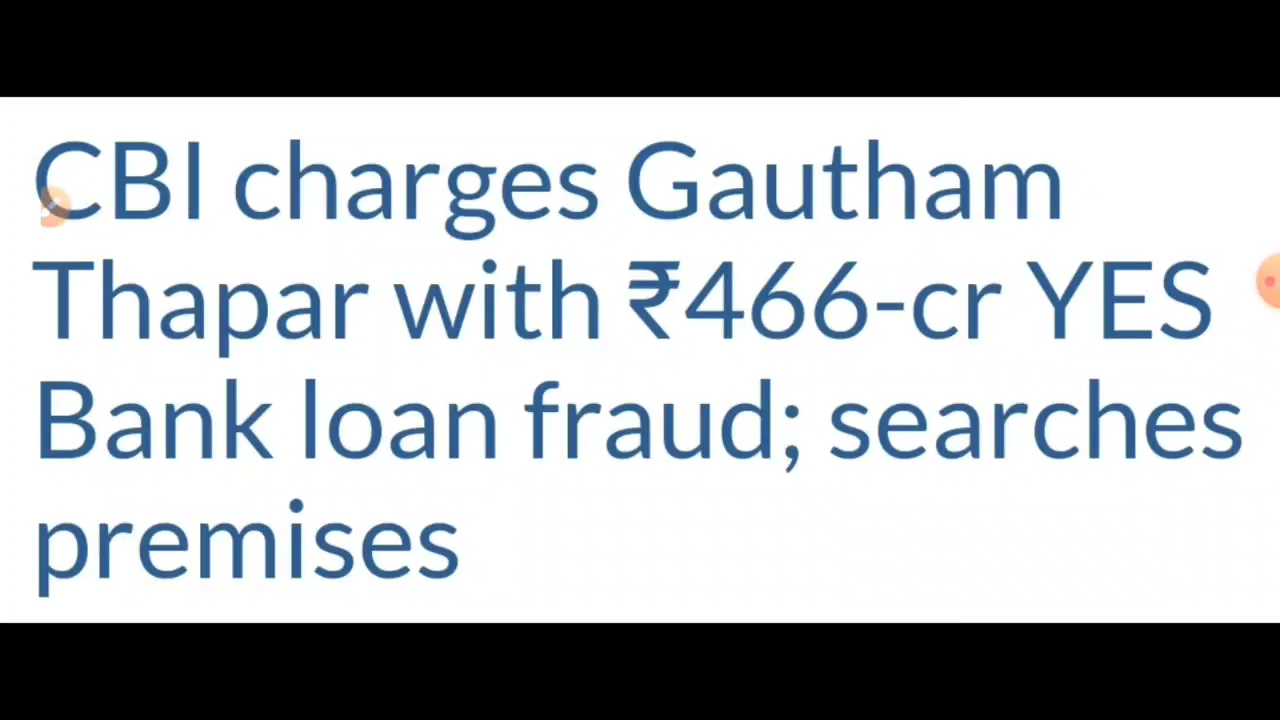 CBI charges Gautham
Thapar with ₹466-cr YES
Bank loan fraud; searches
premises